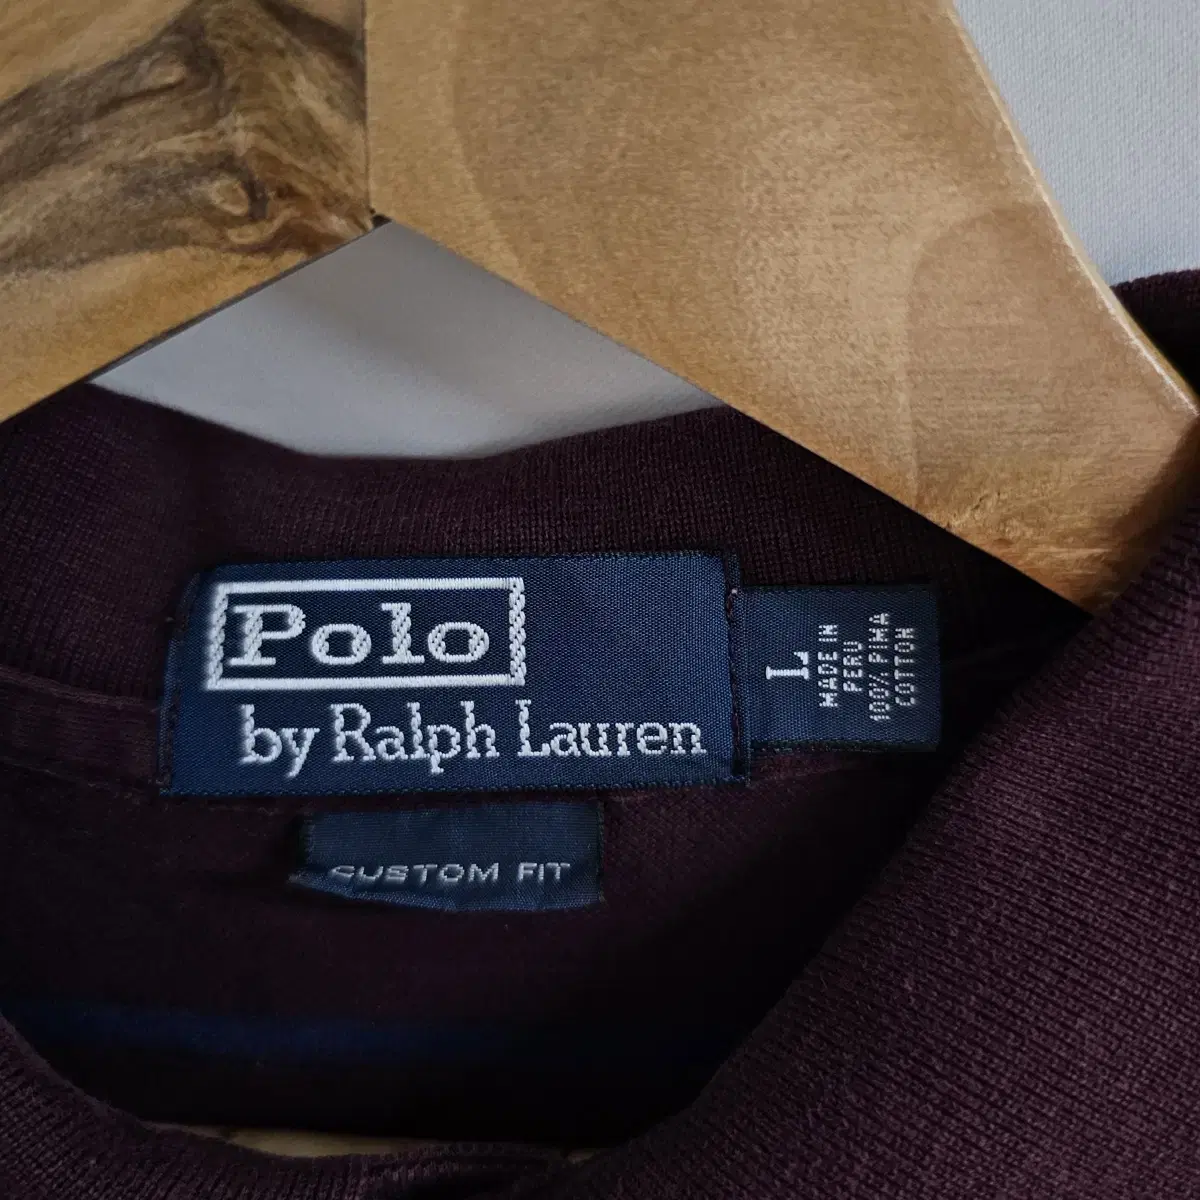 Polo
by Ralph Lauren
L
MADE IN
PERU
100% PIMA
COTTON
CUSTOM FIT